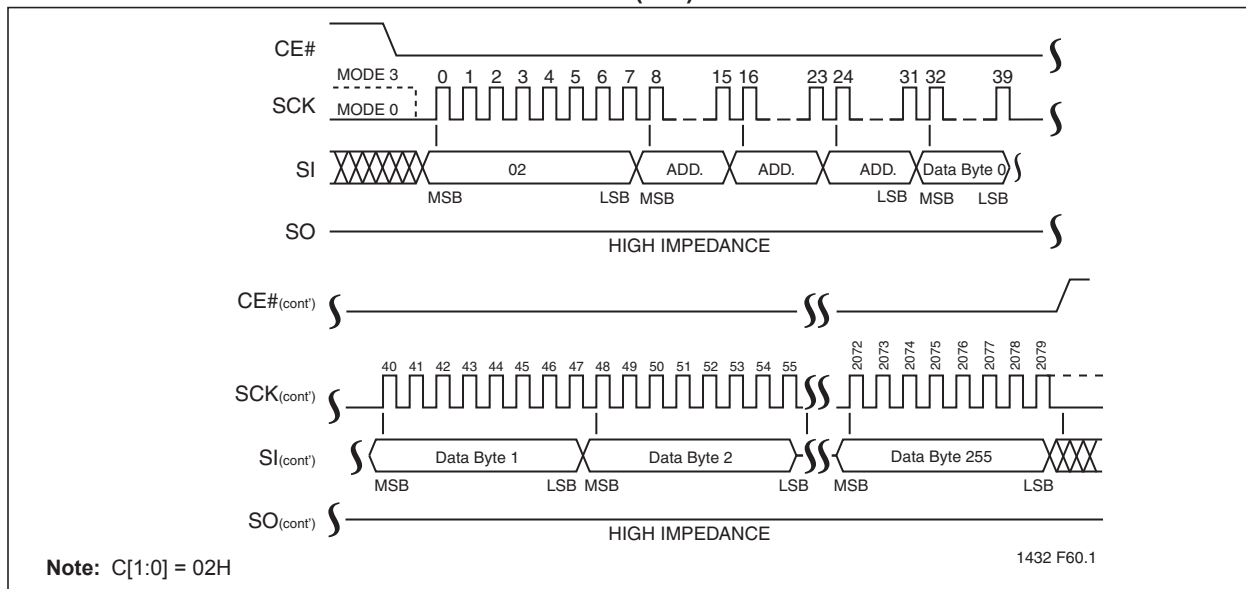 CE#
MODE 3
0 1 2 3 4 5 6 7 8 15 16 23 24 31 32 39
SCK
MODE 0
SI
02 ADD. ADD. ADD. Data Byte 0
MSB LSB MSB LSB MSB LSB
SO
HIGH IMPEDANCE
CE#(cont')
40 41 42 43 44 45 46 47 48 49 50 51 52 53 54 55 2072 2073 2074 2075 2076 2077 2078 2079
SCK(cont')
SI(cont')
Data Byte 1 Data Byte 2 Data Byte 255
MSB LSB MSB LSB MSB LSB
SO(cont')
HIGH IMPEDANCE
1432 F60.1
Note: C[1:0] = 02H